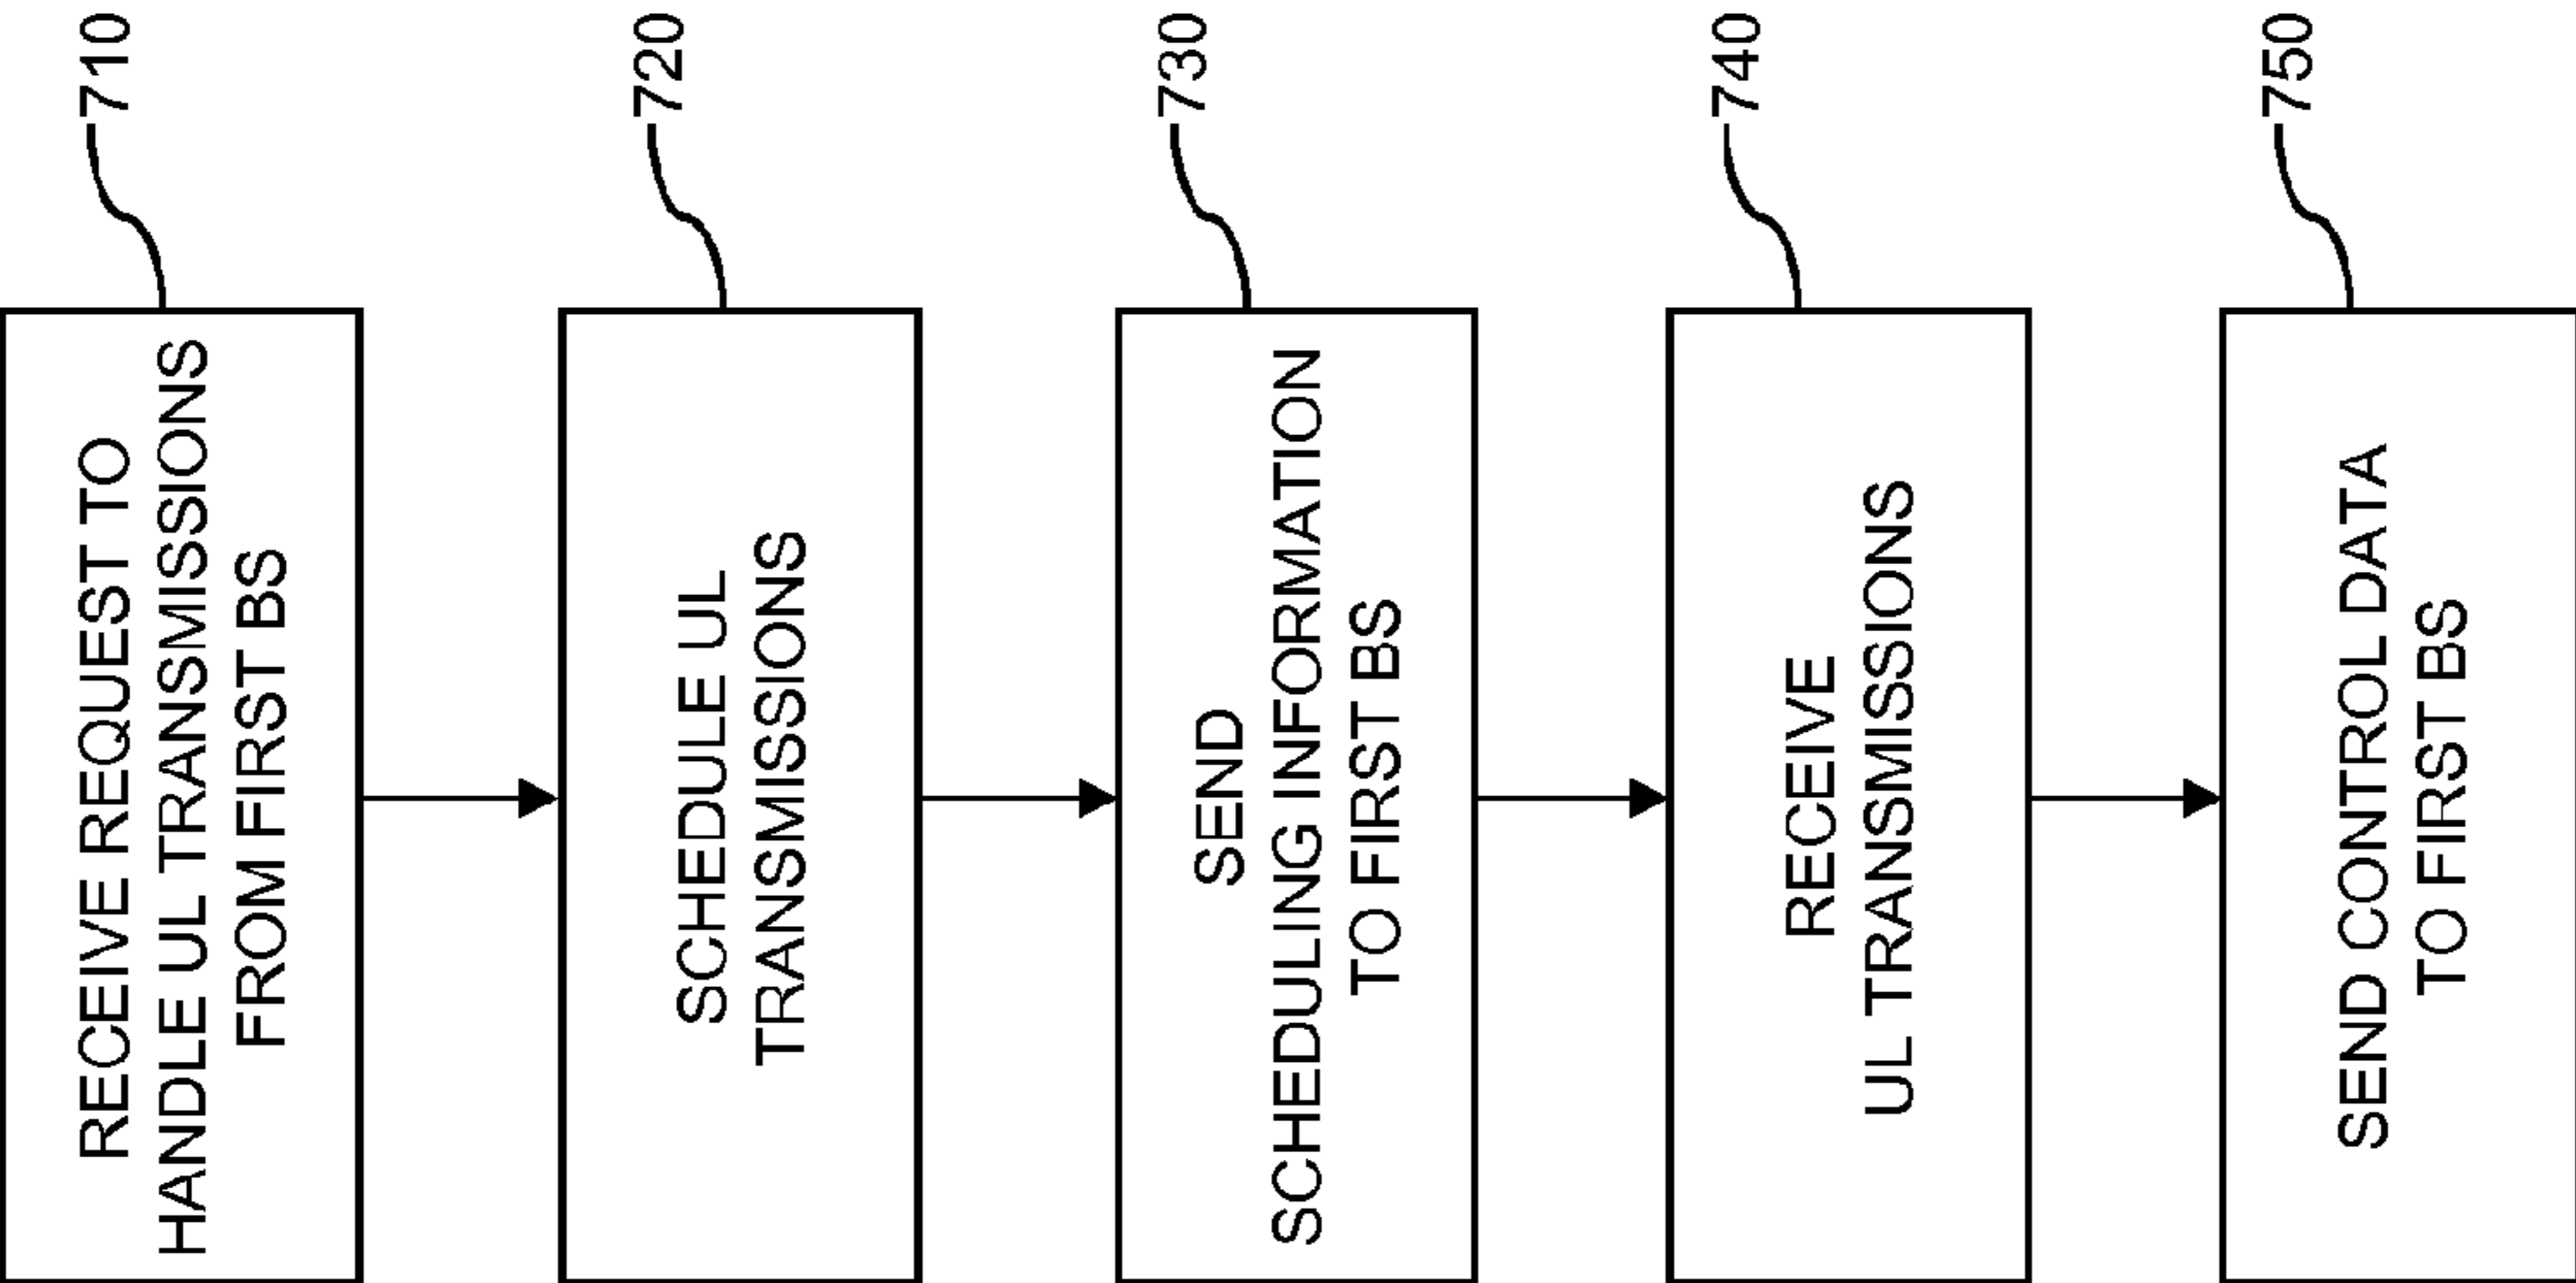 710
RECEIVE REQUEST TO
HANDLE UL TRANSMISSIONS
FROM FIRST BS
720
SCHEDULE UL
TRANSMISSIONS
730
SEND
SCHEDULING INFORMATION
TO FIRST BS
740
RECEIVE
UL TRANSMISSIONS
750
SEND CONTROL DATA
TO FIRST BS